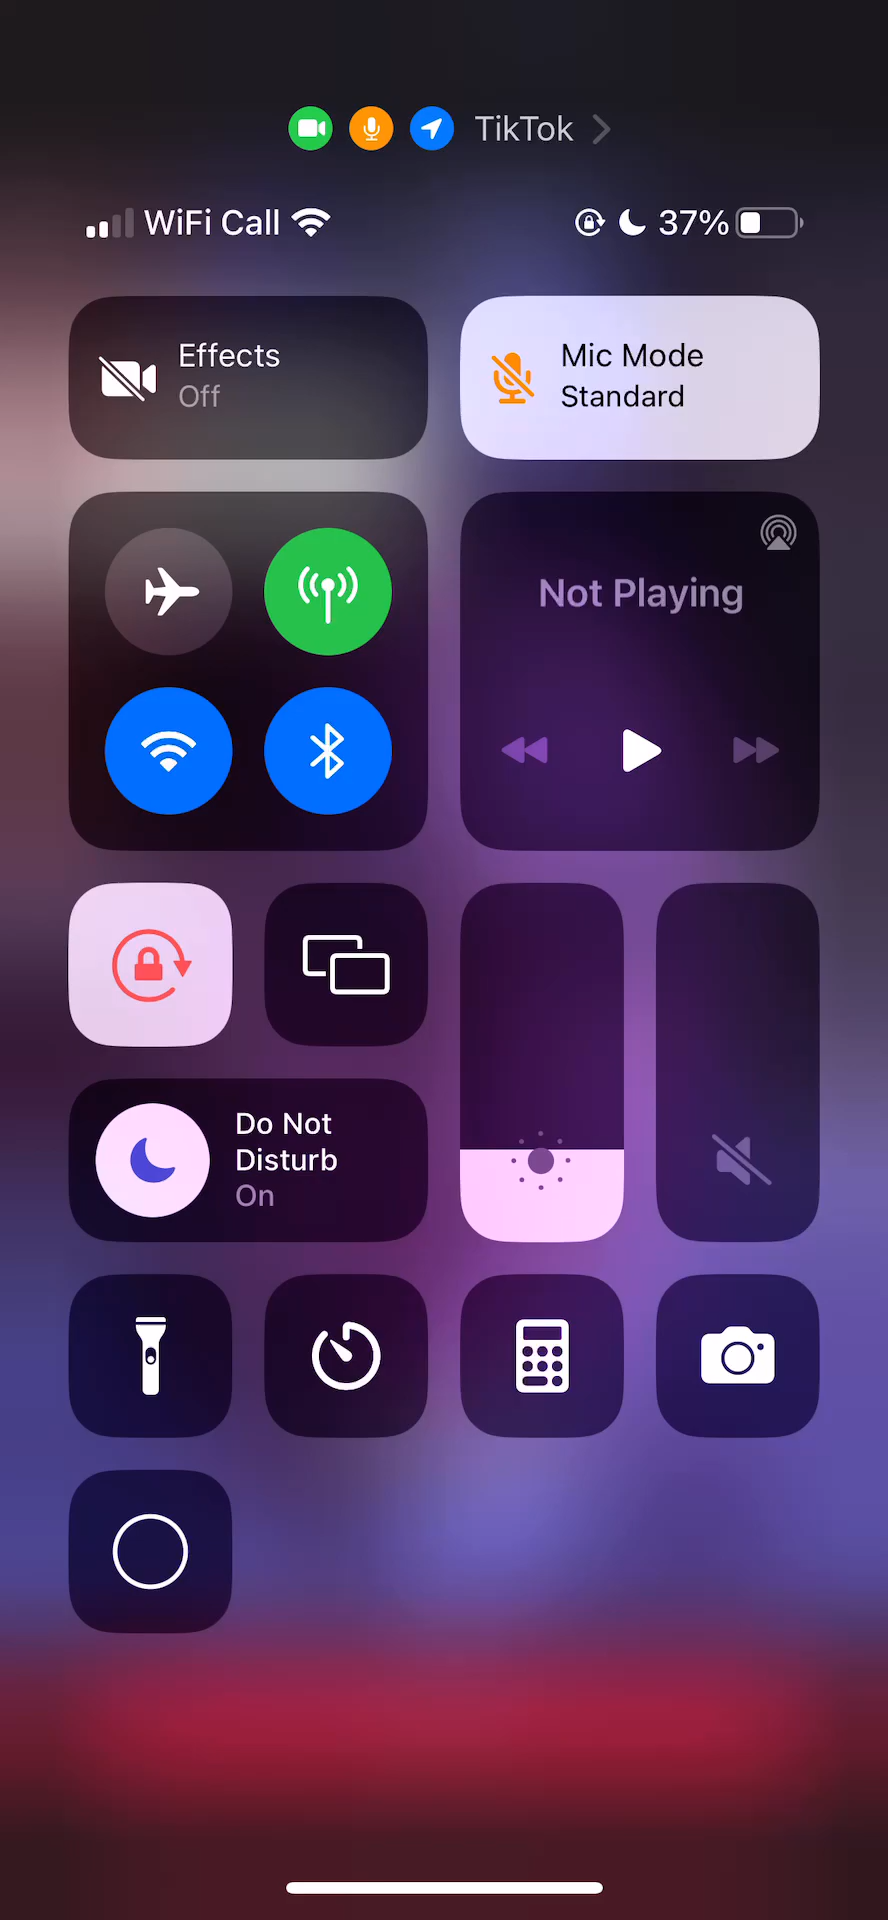 TikTok
WiFi Call
37%
Effects
Off
Mic Mode
Standard
Not Playing
Do Not
Disturb
On